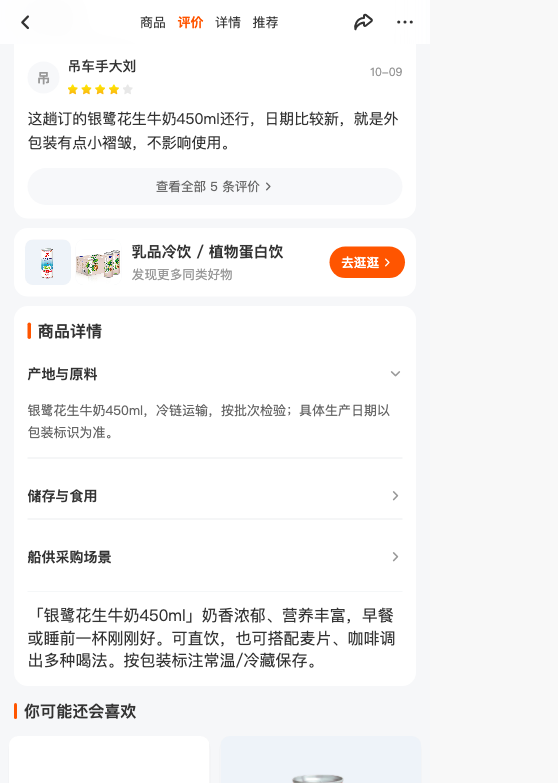 商品 评价 详情 推荐
吊
吊车手大刘
10-09
这趟订的银鹭花生牛奶450ml还行，日期比较新，就是外
包装有点小褶皱，不影响使用。
查看全部 5 条评价
乳品冷饮 / 植物蛋白饮
发现更多同类好物
去逛逛
商品详情
产地与原料
银鹭花生牛奶450ml，冷链运输，按批次检验；具体生产日期以
包装标识为准。
储存与食用
船供采购场景
「银鹭花生牛奶450ml」奶香浓郁、营养丰富，早餐
或睡前一杯刚刚好。可直饮，也可搭配麦片、咖啡调
出多种喝法。按包装标注常温/冷藏保存。
你可能还会喜欢